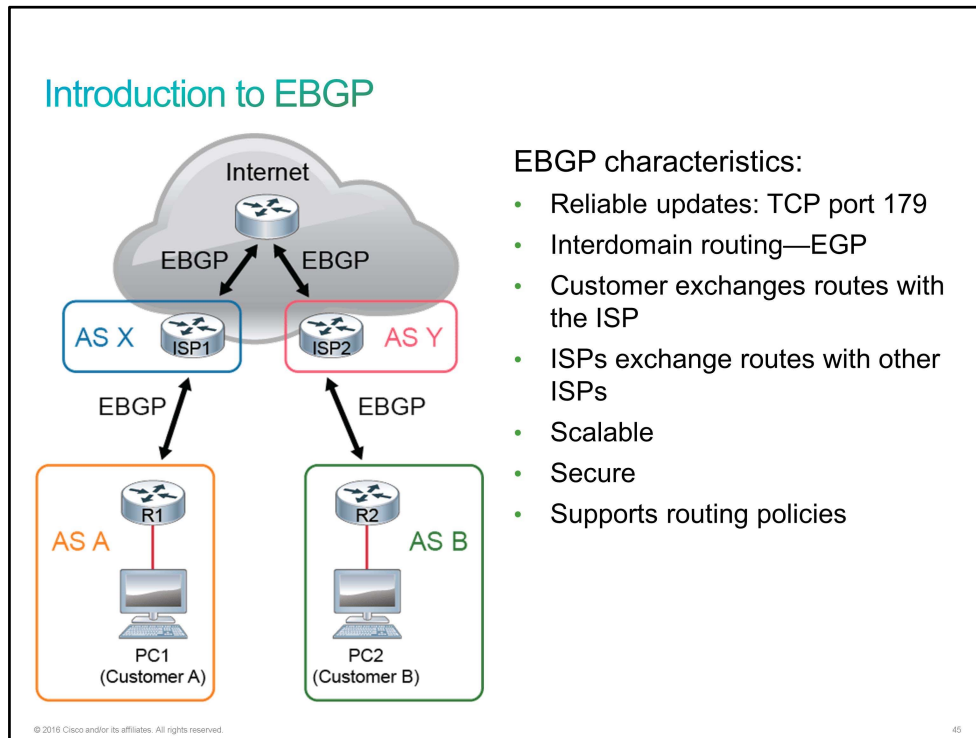 Introduction to EBGP
Internet
EBGP EBGP
AS X ISP1 ISP2 AS Y
EBGP EBGP
R1 R2
AS A AS B
PC1 PC2
(Customer A) (Customer B)
EBGP characteristics:
• Reliable updates: TCP port 179
• Interdomain routing—EGP
• Customer exchanges routes with
the ISP
• ISPs exchange routes with other
ISPs
• Scalable
• Secure
• Supports routing policies
© 2016 Cisco and/or its affiliates. All rights reserved.
45